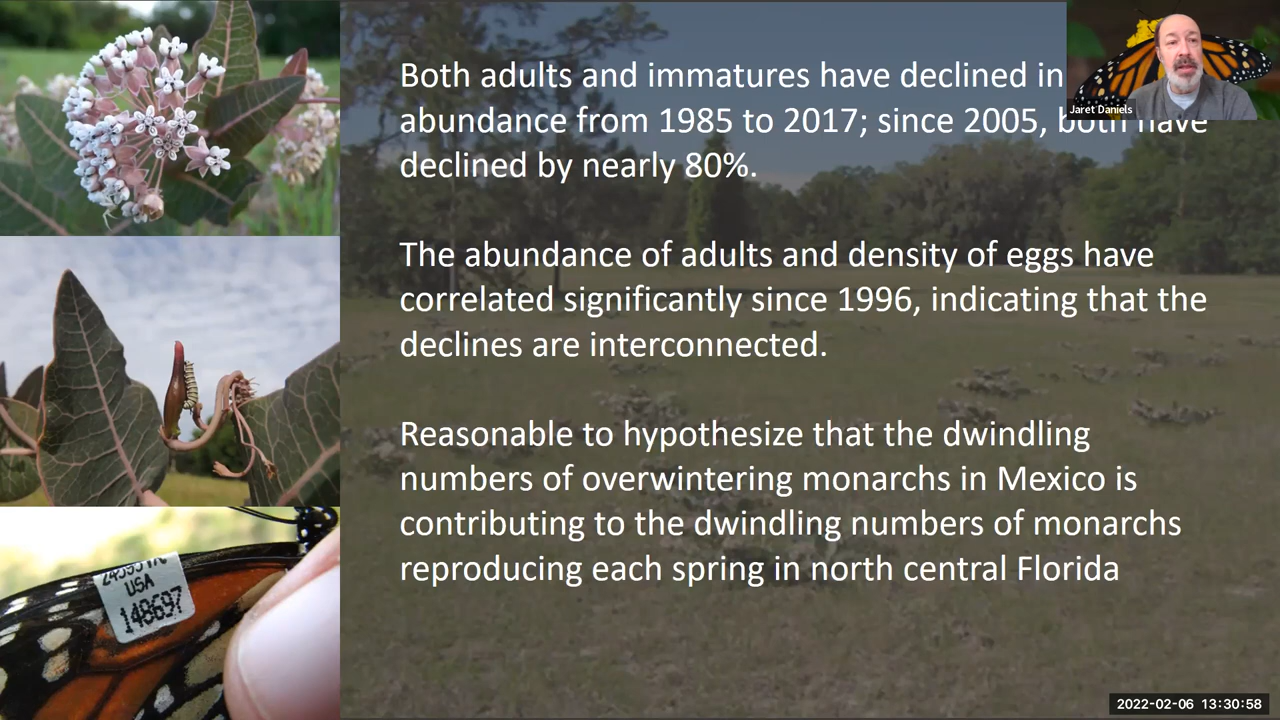 Both adults and immatures have declined in
abundance from 1985 to 2017; since 2005, both have
declined by nearly 80%.
The abundance of adults and density of eggs have
correlated significantly since 1996, indicating that the
declines are interconnected.
Reasonable to hypothesize that the dwindling
numbers of overwintering monarchs in Mexico is
contributing to the dwindling numbers of monarchs
reproducing each spring in north central Florida
Jaret Daniels
USA
148697
2022-02-06 13:30:58